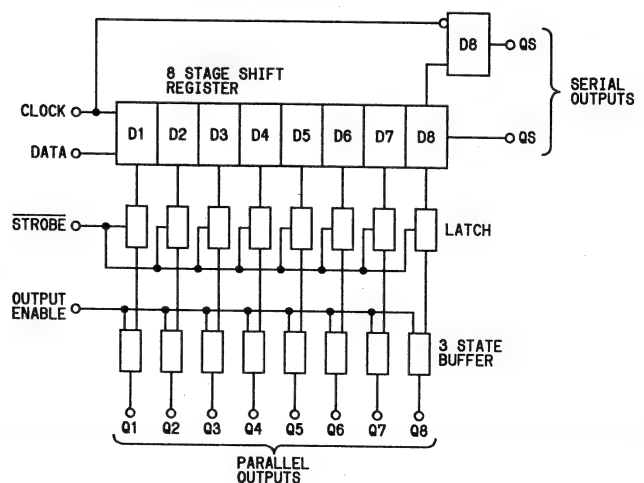 D8
QS
8 STAGE SHIFT
REGISTER
SERIAL
OUTPUTS
CLOCK
D1 D2 D3 D4 D5 D6 D7 D8
QS
DATA
STROBE
LATCH
OUTPUT
ENABLE
3 STATE
BUFFER
Q1 Q2 Q3 Q4 Q5 Q6 Q7 Q8
PARALLEL
OUTPUTS